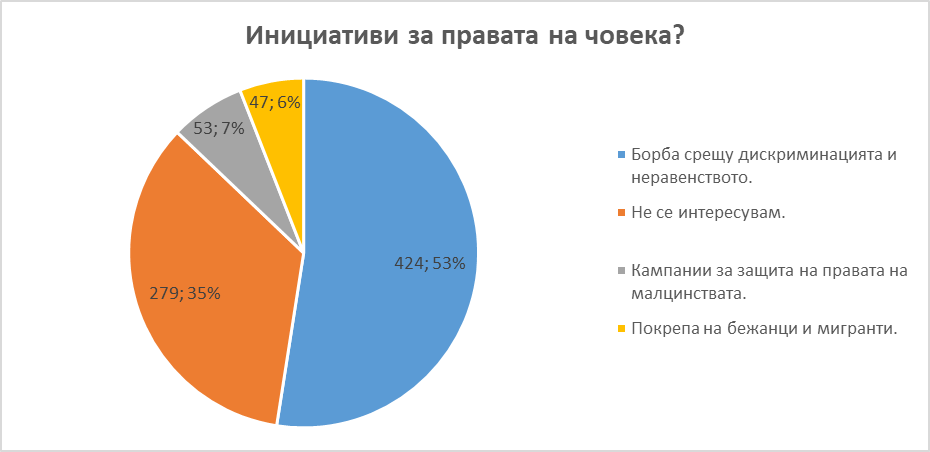 Инициативи за правата на човека?
47; 6%
53; 7%
424; 53%
279; 35%
Борба срещу дискриминацията и
неравенството.
Не се интересувам.
Кампании за защита на правата на
малцинствата.
Покрепа на бежанци и мигранти.